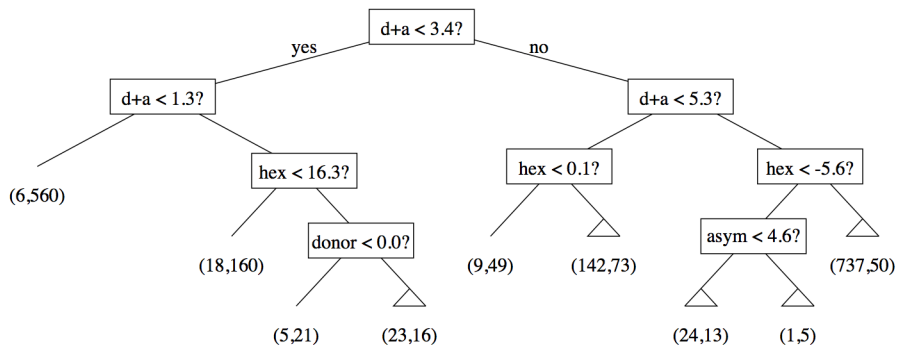 d+a < 3.4?
yes
no
d+a < 1.3?
d+a < 5.3?
hex < 16.3?
hex < 0.1?
hex < -5.6?
(6,560)
donor < 0.0?
asym < 4.6?
(18,160)
(9,49)
(142,73)
(737,50)
(5,21)
(23,16)
(24,13)
(1,5)